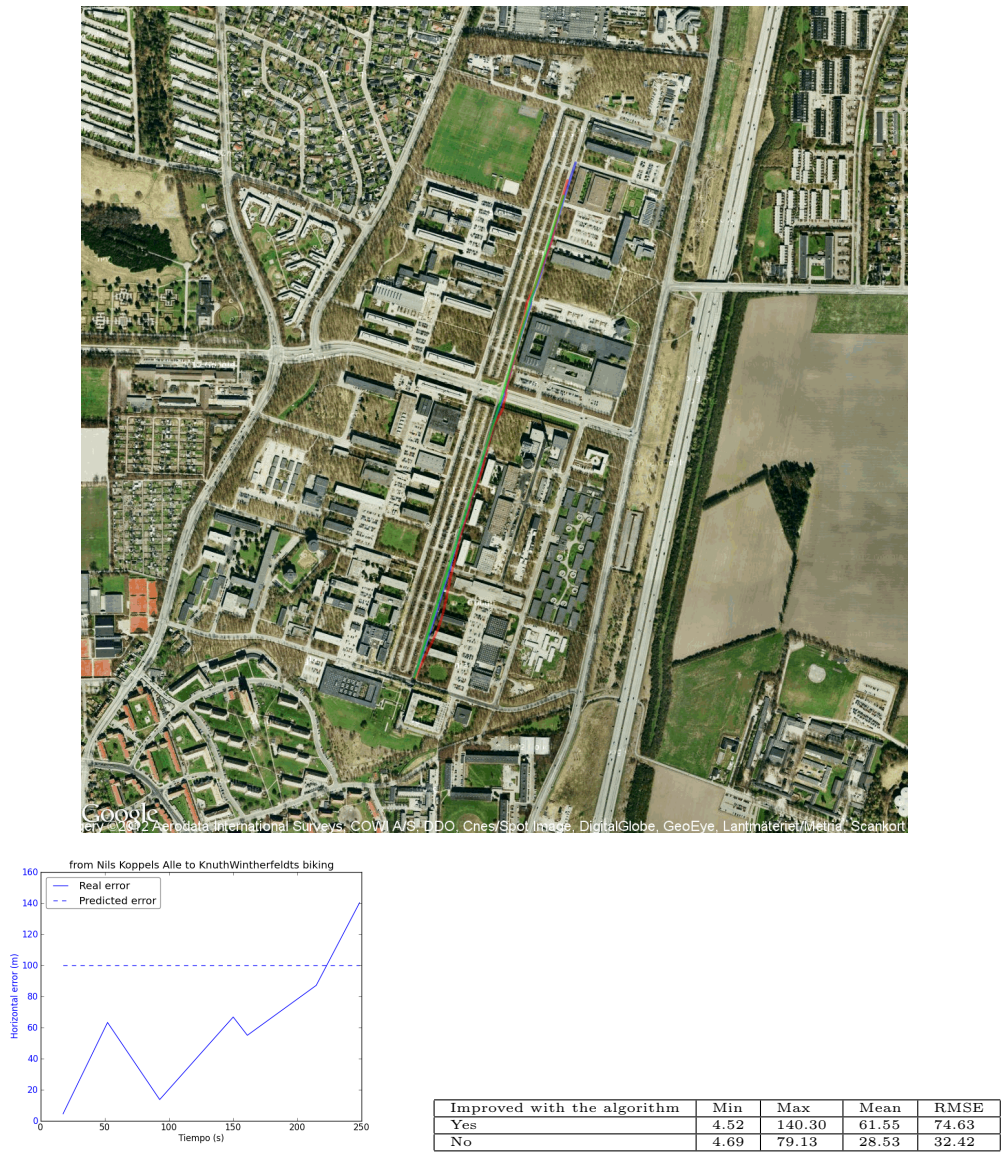 Google
ery ©2012 Aerodata International Surveys, COWI A/S, DDO, Cnes/Spot Image, DigitalGlobe, GeoEye, Lantmäteriet/Metria, Scankort
from Nils Koppels Alle to KnuthWintherfeldts biking
Real error
Predicted error
Horizontal error (m)
160
140
120
100
80
60
40
20
0
0 50 100 150 200 250
Tiempo (s)
Improved with the algorithm Min Max Mean RMSE
Yes 4.52 140.30 61.55 74.63
No 4.69 79.13 28.53 32.42